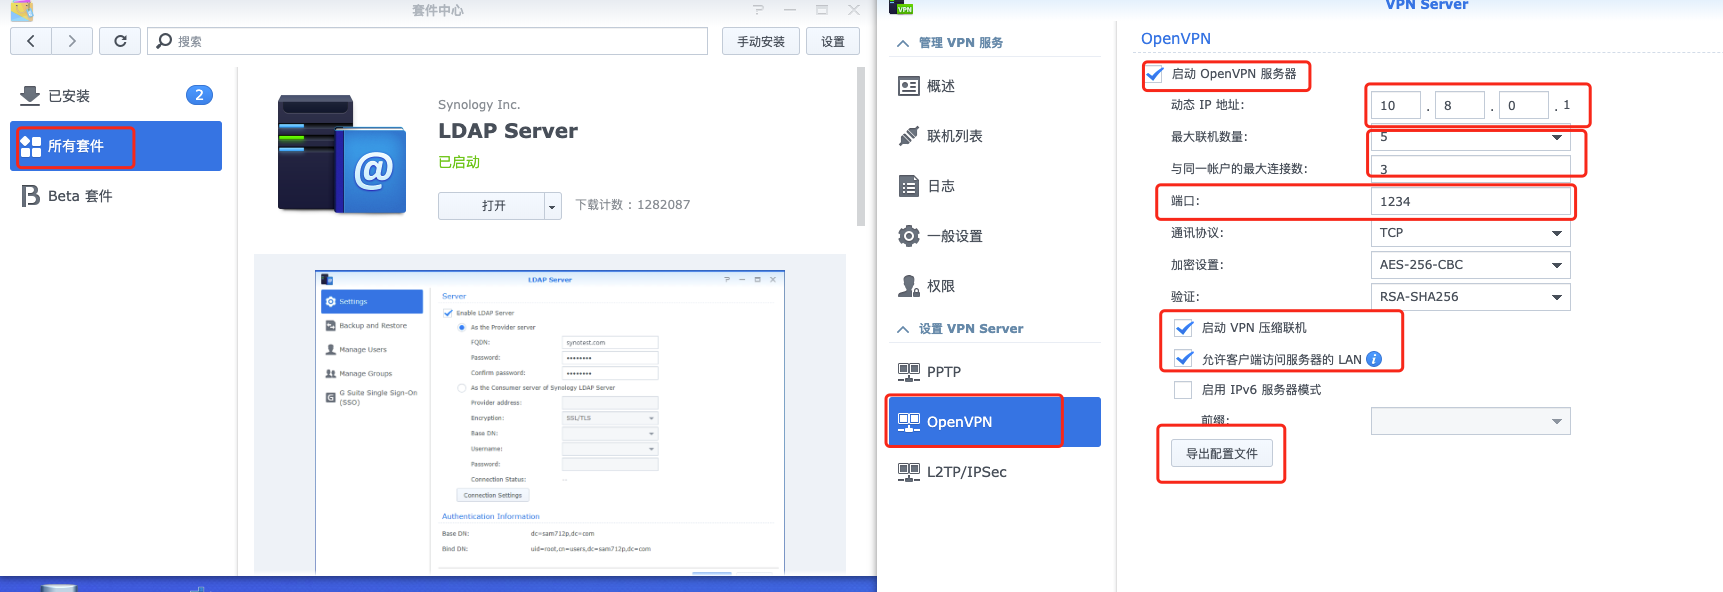 套件中心
搜索
手动安装
设置
已安装
2
所有套件
Beta 套件
Synology Inc.
LDAP Server
已启动
打开
下载计数 : 1282087
LDAP Server
Settings
Backup and Restore
Manage Users
Manage Groups
G Suite Single Sign-On
(SSO)
Server
Enable LDAP Server
As the Provider server
FQDN:
synotest.com
Password:
••••••••
Confirm password:
••••••••
As the Consumer server of Synology LDAP Server
Provider address:
Encryption:
SSL/TLS
Base DN:
Username:
Password:
Connection Status:
--
Connection Settings
Authentication Information
Base DN:
dc=sam712p,dc=com
Bind DN:
uid=root,cn=users,dc=sam712p,dc=com
VPN
VPN Server
管理 VPN 服务
概述
联机列表
日志
一般设置
权限
设置 VPN Server
PPTP
OpenVPN
L2TP/IPSec
OpenVPN
启动 OpenVPN 服务器
动态 IP 地址:
10 . 8 . 0 . 1
最大联机数量:
5
与同一帐户的最大连接数:
3
端口:
1234
通讯协议:
TCP
加密设置:
AES-256-CBC
验证:
RSA-SHA256
启动 VPN 压缩联机
允许客户端访问服务器的 LAN
启用 IPv6 服务器模式
前缀:
导出配置文件